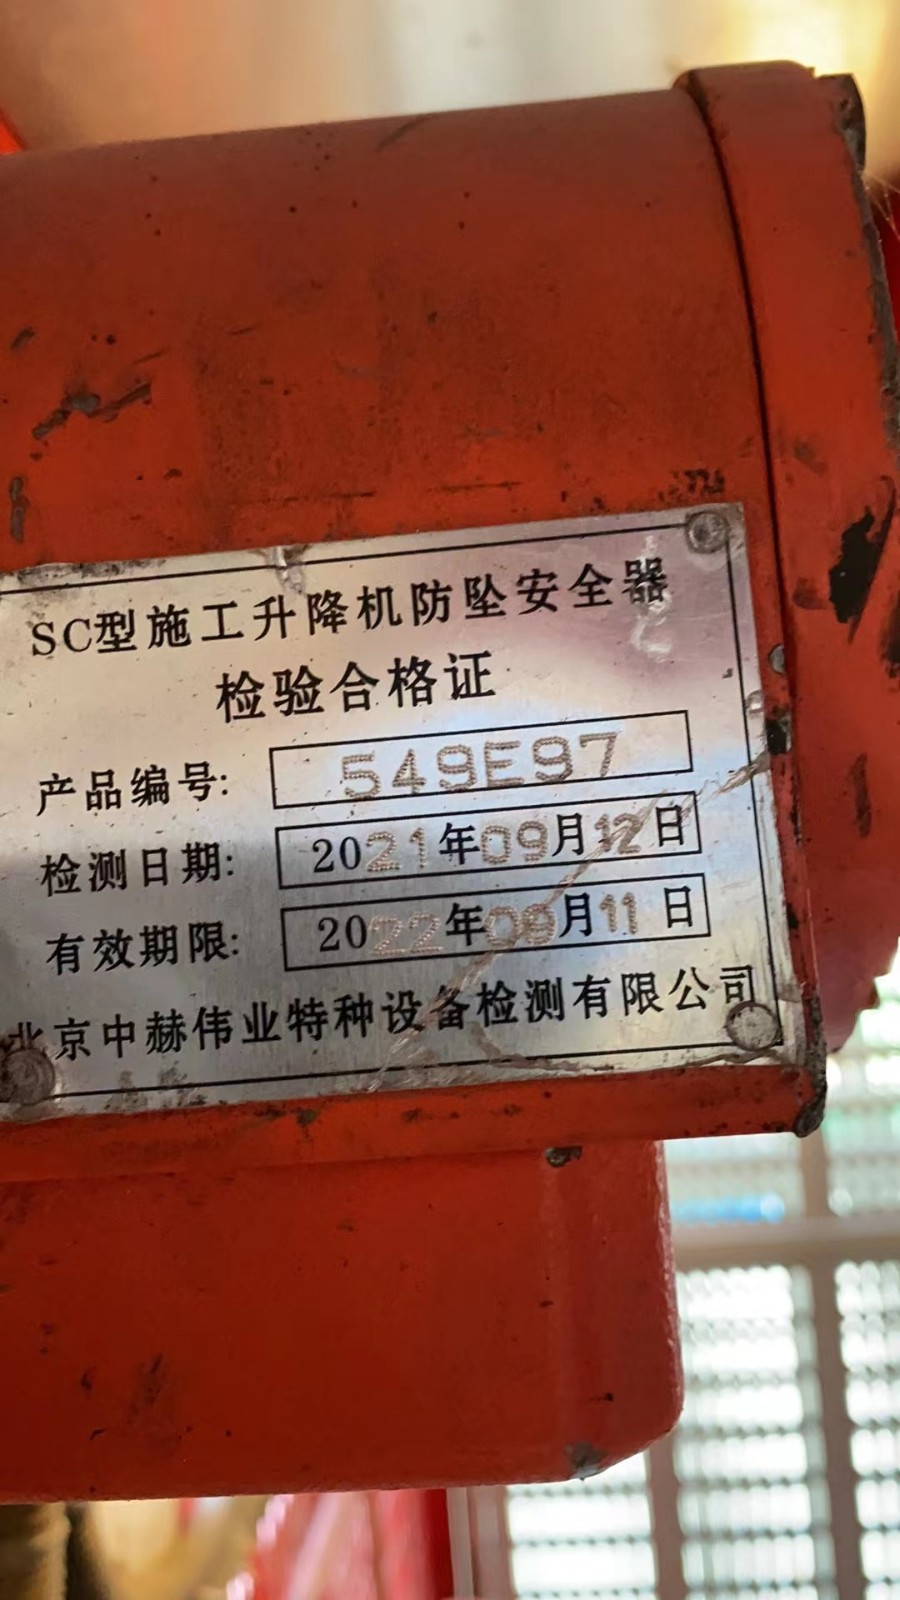 SC型施工升降机防坠安全器
检验合格证
产品编号: 549E97
检测日期: 2021年09月12日
有效期限: 2022年09月11日
北京中赫伟业特种设备检测有限公司